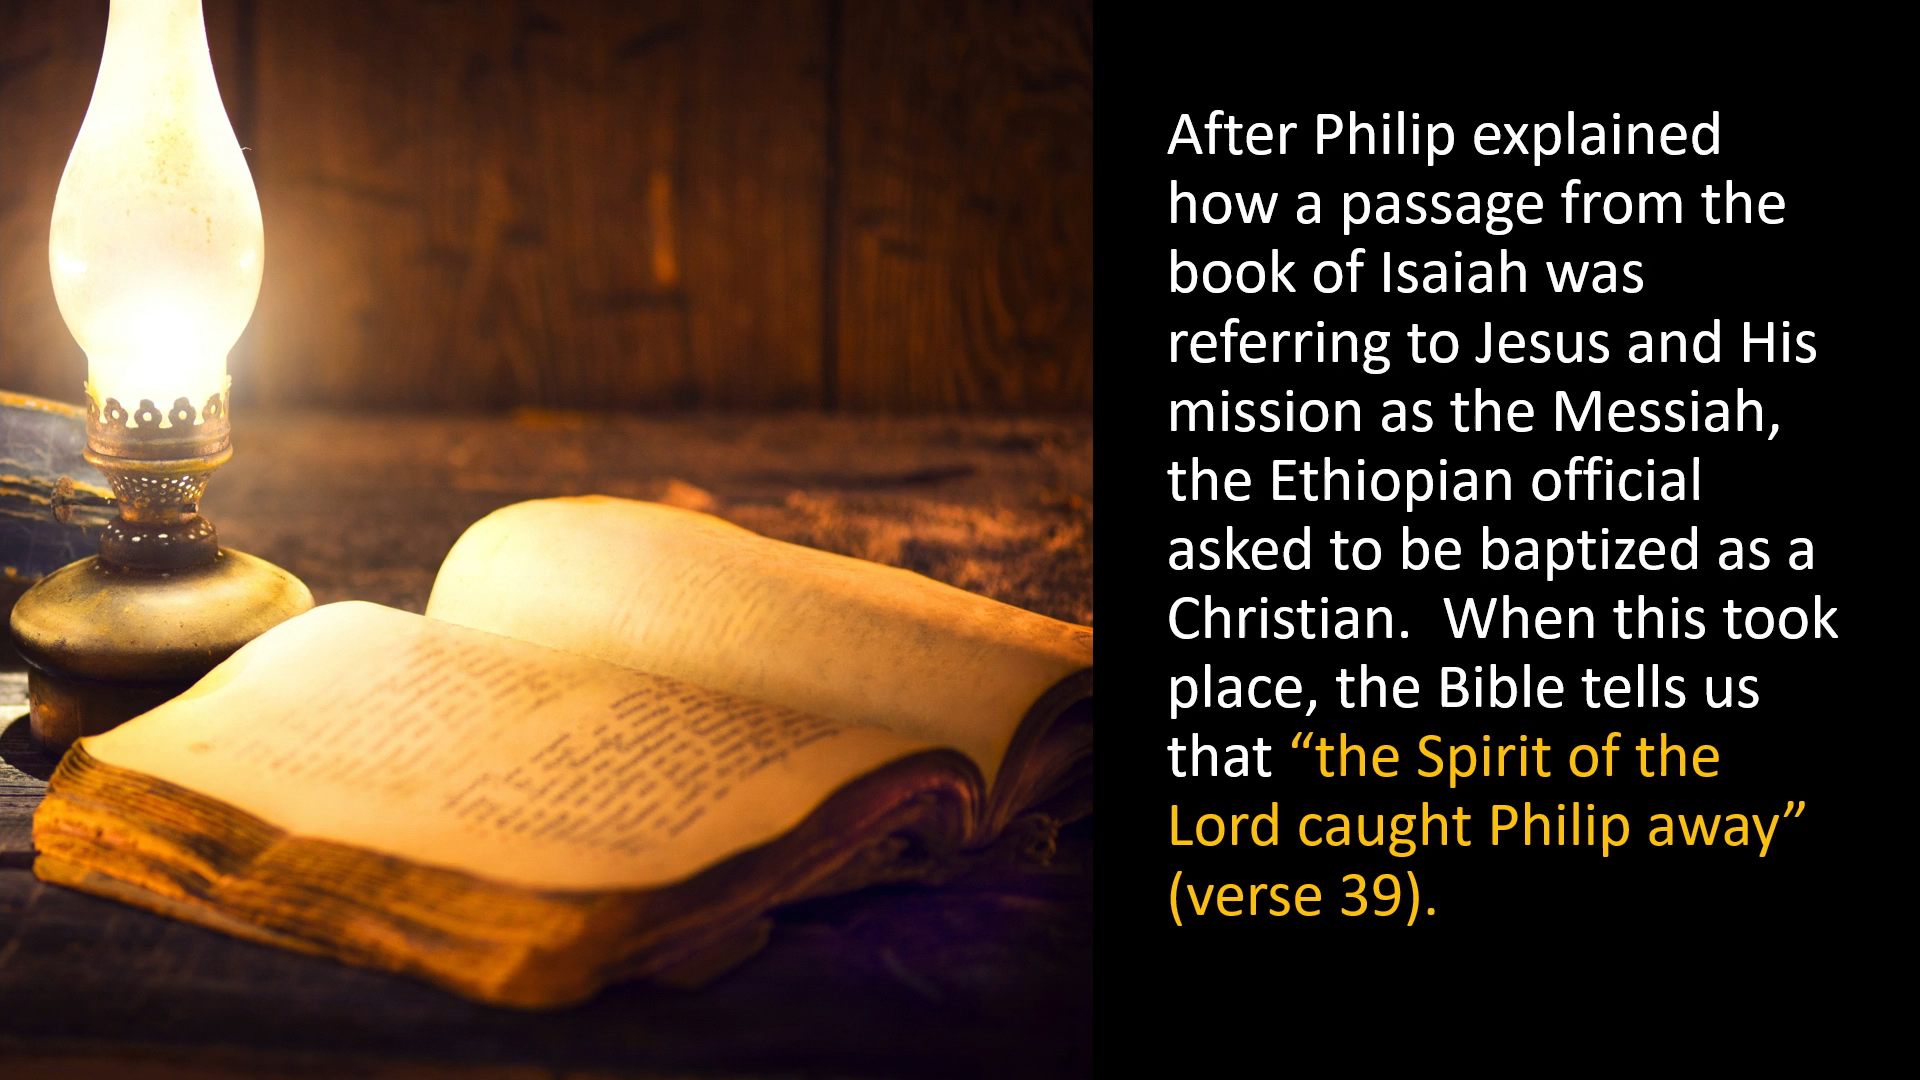 After Philip explained
how a passage from the
book of Isaiah was
referring to Jesus and His
mission as the Messiah,
the Ethiopian official
asked to be baptized as a
Christian.  When this took
place, the Bible tells us
that “the Spirit of the
Lord caught Philip away”
(verse 39).